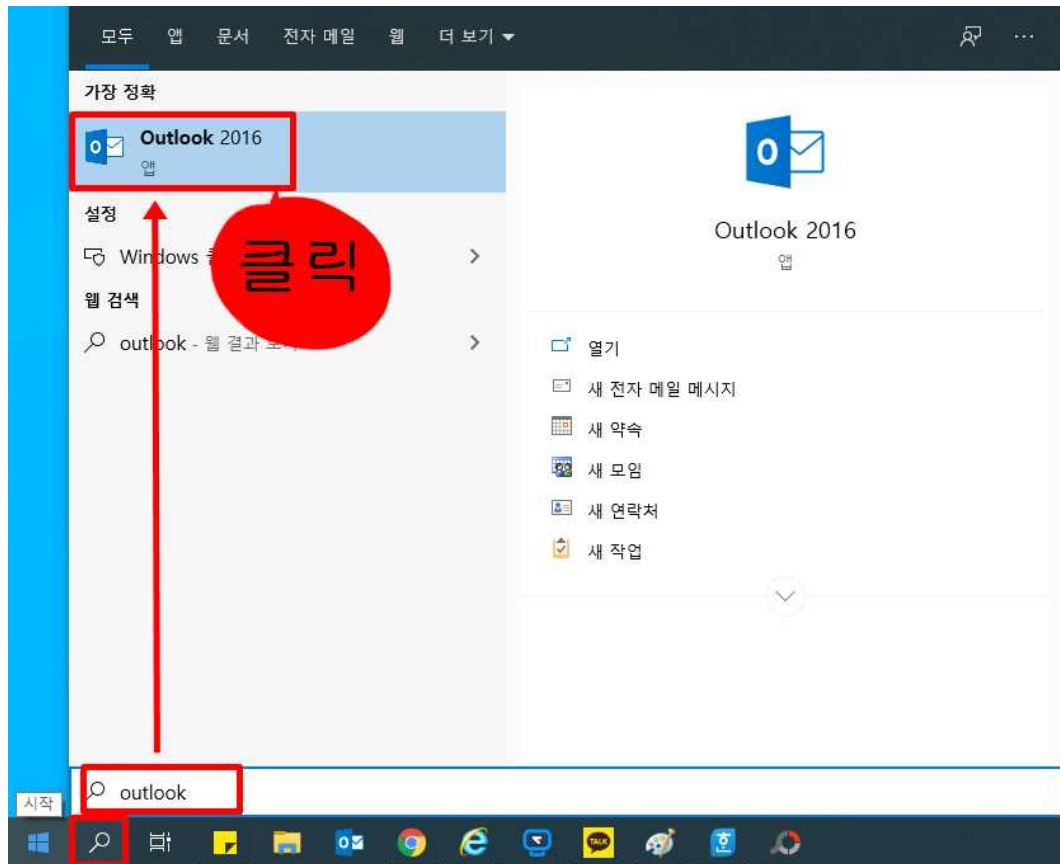 모두 앱 문서 전자 메일 웹 더 보기
가장 정확
Outlook 2016
앱
설정
Windows
클릭
웹 검색
outlook - 웹 결과
Outlook 2016
앱
열기
새 전자 메일 메시지
새 약속
새 모임
새 연락처
새 작업
outlook
시작
TALK